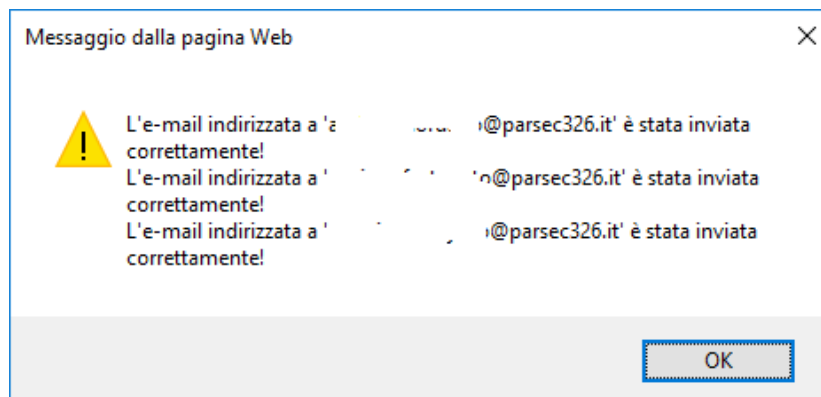 Messaggio dalla pagina Web
L'e-mail indirizzata a ' @parsec326.it' è stata inviata
correttamente!
L'e-mail indirizzata a ' @parsec326.it' è stata inviata
correttamente!
L'e-mail indirizzata a ' @parsec326.it' è stata inviata
correttamente!
OK